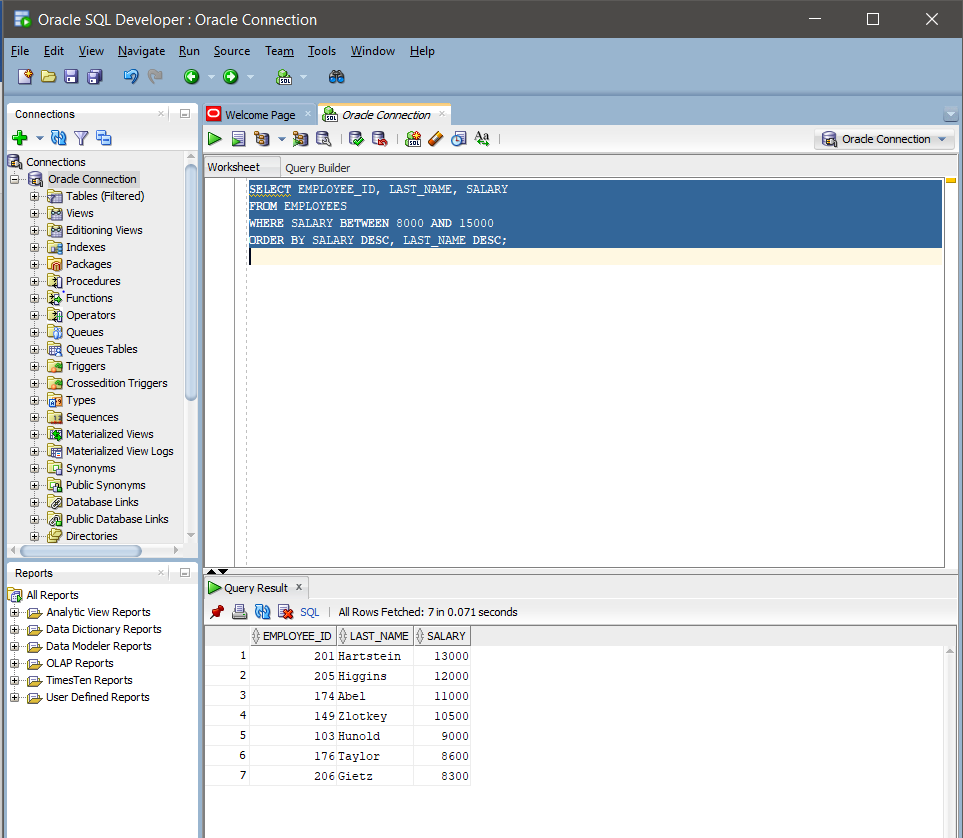 Oracle SQL Developer : Oracle Connection
File Edit View Navigate Run Source Team Tools Window Help
Connections
Connections
Oracle Connection
Tables (Filtered)
Views
Editioning Views
Indexes
Packages
Procedures
Functions
Operators
Queues
Queues Tables
Triggers
Crossedition Triggers
Types
Sequences
Materialized Views
Materialized View Logs
Synonyms
Public Synonyms
Database Links
Public Database Links
Directories
Reports
All Reports
Analytic View Reports
Data Dictionary Reports
Data Modeler Reports
OLAP Reports
TimesTen Reports
User Defined Reports
Welcome Page Oracle Connection
Oracle Connection
Worksheet Query Builder
SELECT EMPLOYEE_ID, LAST_NAME, SALARY
FROM EMPLOYEES
WHERE SALARY BETWEEN 8000 AND 15000
ORDER BY SALARY DESC, LAST_NAME DESC;
Query Result
SQL | All Rows Fetched: 7 in 0.071 seconds
EMPLOYEE_ID LAST_NAME SALARY
1 201 Hartstein 13000
2 205 Higgins 12000
3 174 Abel 11000
4 149 Zlotkey 10500
5 103 Hunold 9000
6 176 Taylor 8600
7 206 Gietz 8300